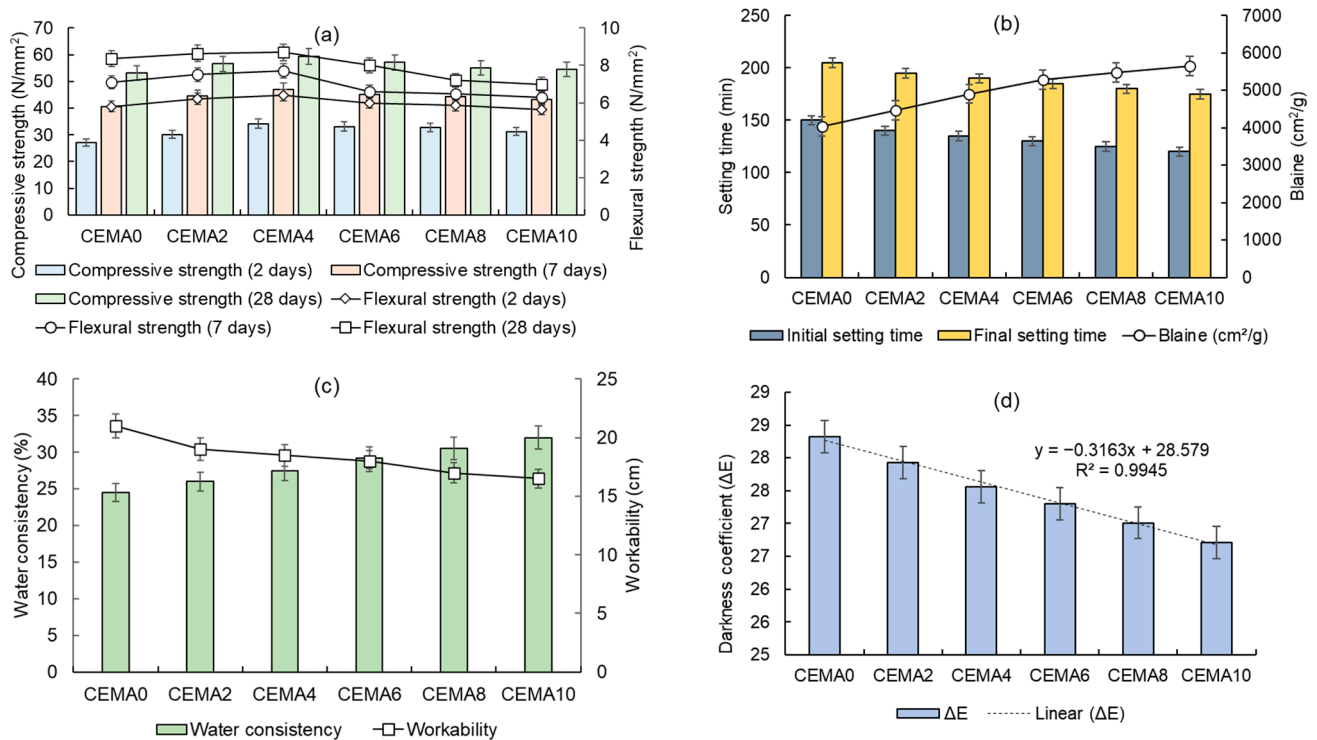 (a)
Compressive strength (N/mm²)
70
60
50
40
30
20
10
0
10
8
6
4
2
0
Flexural stregnth (N/mm²)
CEMA0 CEMA2 CEMA4 CEMA6 CEMA8 CEMA10
Compressive strength (2 days) Compressive strength (7 days)
Compressive strength (28 days) Flexural strength (2 days)
Flexural strength (7 days) Flexural strength (28 days)
(b)
Setting time (min)
250
200
150
100
50
0
7000
6000
5000
4000
3000
2000
1000
0
Blaine (cm²/g)
CEMA0 CEMA2 CEMA4 CEMA6 CEMA8 CEMA10
Initial setting time Final setting time Blaine (cm²/g)
(c)
Water consistency (%)
40
35
30
25
20
15
10
5
0
25
20
15
10
5
0
Workability (cm)
CEMA0 CEMA2 CEMA4 CEMA6 CEMA8 CEMA10
Water consistency Workability
(d)
Darkness coefficient (ΔE)
29
28
28
27
27
26
26
25
25
y = −0.3163x + 28.579
R² = 0.9945
CEMA0 CEMA2 CEMA4 CEMA6 CEMA8 CEMA10
ΔE Linear (ΔE)